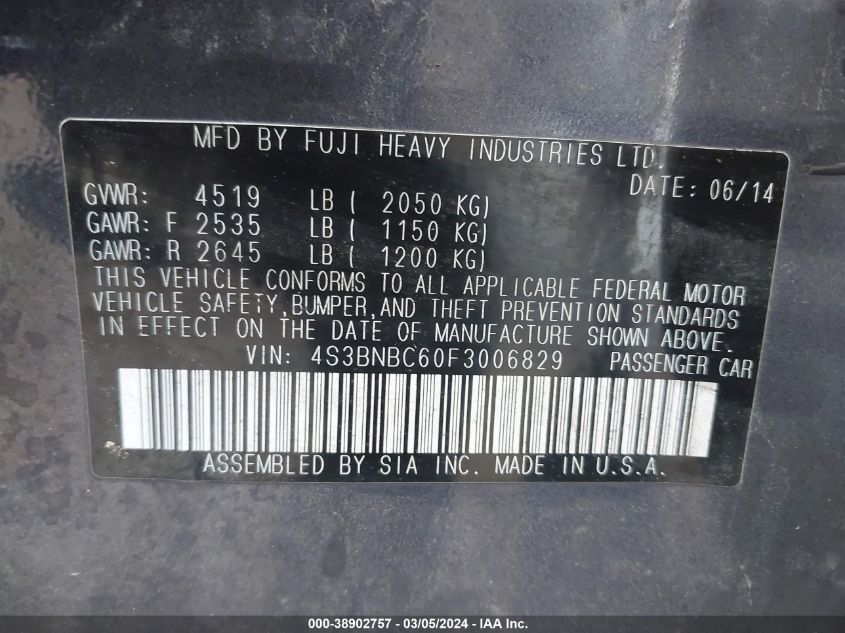 MFD BY FUJI HEAVY INDUSTRIES LTD.
DATE: 06/14
GVWR: 4519 LB ( 2050 KG)
GAWR: F 2535 LB ( 1150 KG)
GAWR: R 2645 LB ( 1200 KG)
THIS VEHICLE CONFORMS TO ALL APPLICABLE FEDERAL MOTOR
VEHICLE SAFETY,BUMPER,AND THEFT PREVENTION STANDARDS
IN EFFECT ON THE DATE OF MANUFACTURE SHOWN ABOVE.
VIN: 4S3BNBC60F3006829 PASSENGER CAR
ASSEMBLED BY SIA INC. MADE IN U.S.A.
000-38902757 - 03/05/2024 - IAA Inc.